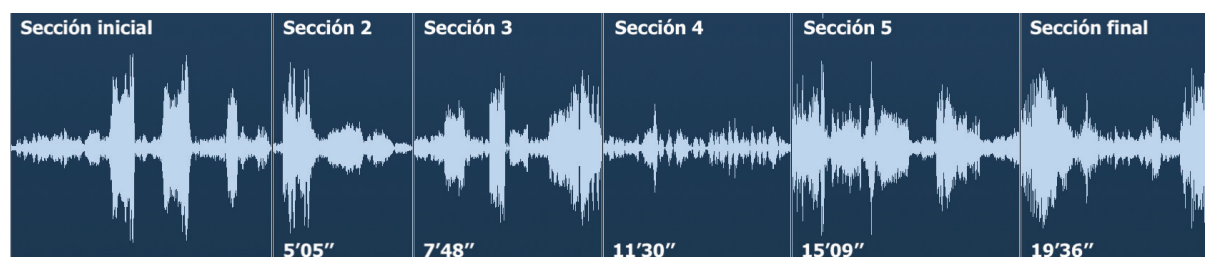 Sección inicial
Sección 2
Sección 3
Sección 4
Sección 5
Sección final
5’05’’
7’48’’
11’30’’
15’09’’
19’36’’